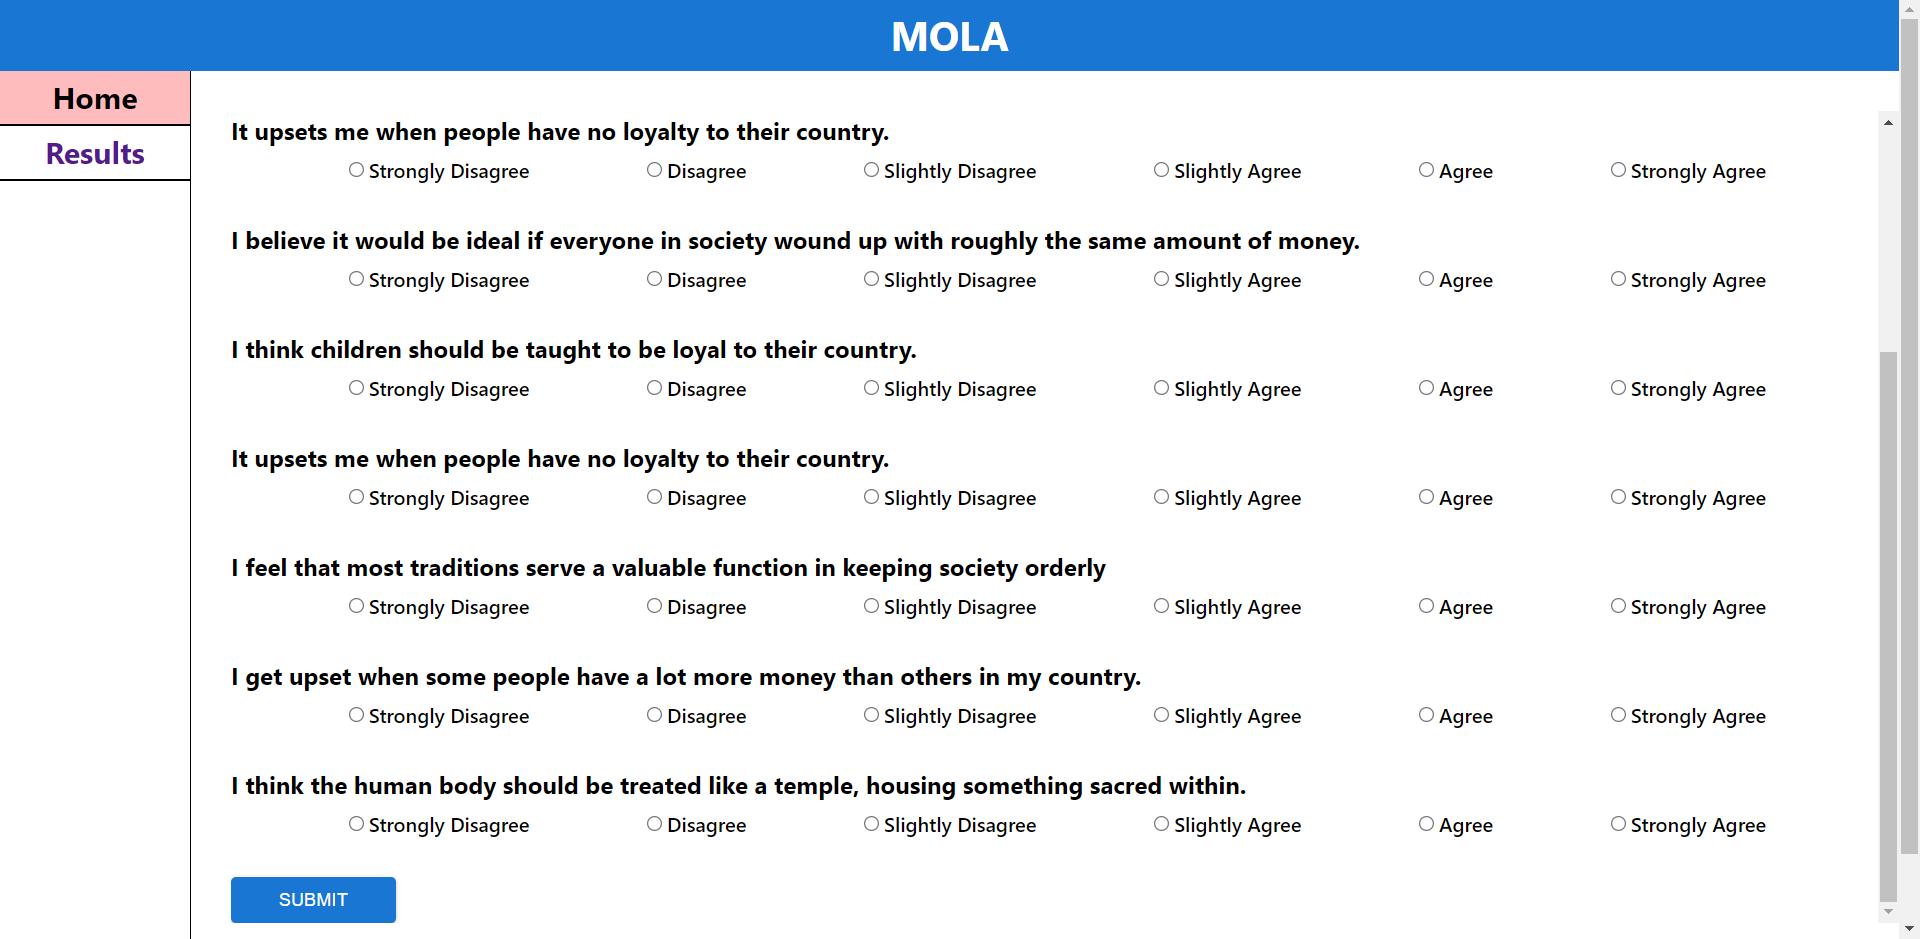 MOLA
Home
Results
It upsets me when people have no loyalty to their country.
Strongly Disagree Disagree Slightly Disagree Slightly Agree Agree Strongly Agree
I believe it would be ideal if everyone in society wound up with roughly the same amount of money.
Strongly Disagree Disagree Slightly Disagree Slightly Agree Agree Strongly Agree
I think children should be taught to be loyal to their country.
Strongly Disagree Disagree Slightly Disagree Slightly Agree Agree Strongly Agree
It upsets me when people have no loyalty to their country.
Strongly Disagree Disagree Slightly Disagree Slightly Agree Agree Strongly Agree
I feel that most traditions serve a valuable function in keeping society orderly
Strongly Disagree Disagree Slightly Disagree Slightly Agree Agree Strongly Agree
I get upset when some people have a lot more money than others in my country.
Strongly Disagree Disagree Slightly Disagree Slightly Agree Agree Strongly Agree
I think the human body should be treated like a temple, housing something sacred within.
Strongly Disagree Disagree Slightly Disagree Slightly Agree Agree Strongly Agree
SUBMIT